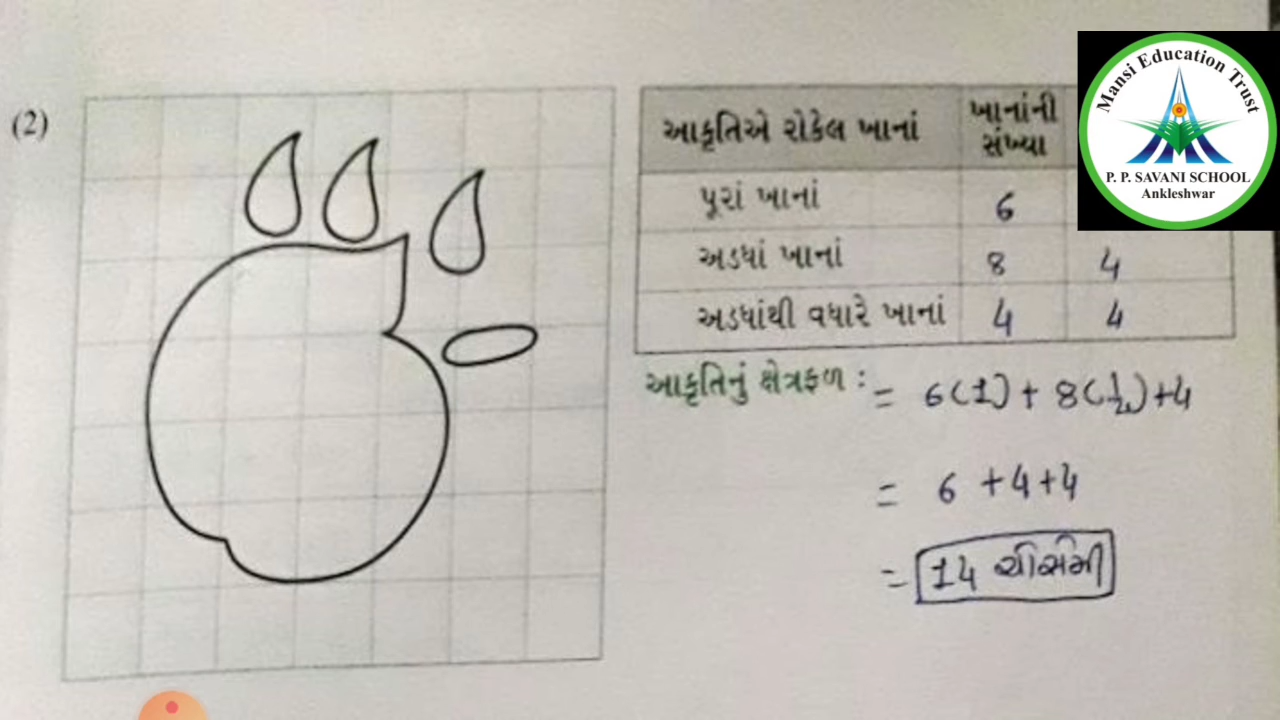 (2)
આકૃતિએ રોકેલ ખાનાં ખાનાંની સંખ્યા
પૂરાં ખાનાં 6
અડધાં ખાનાં 8 4
અડધાંથી વધારે ખાનાં 4 4
આકૃતિનું ક્ષેત્રફળ : = 6(1) + 8(½) + 4
= 6 + 4 + 4
= 14 ચોસેમી
Mansi Education Trust
P. P. SAVANI SCHOOL
Ankleshwar